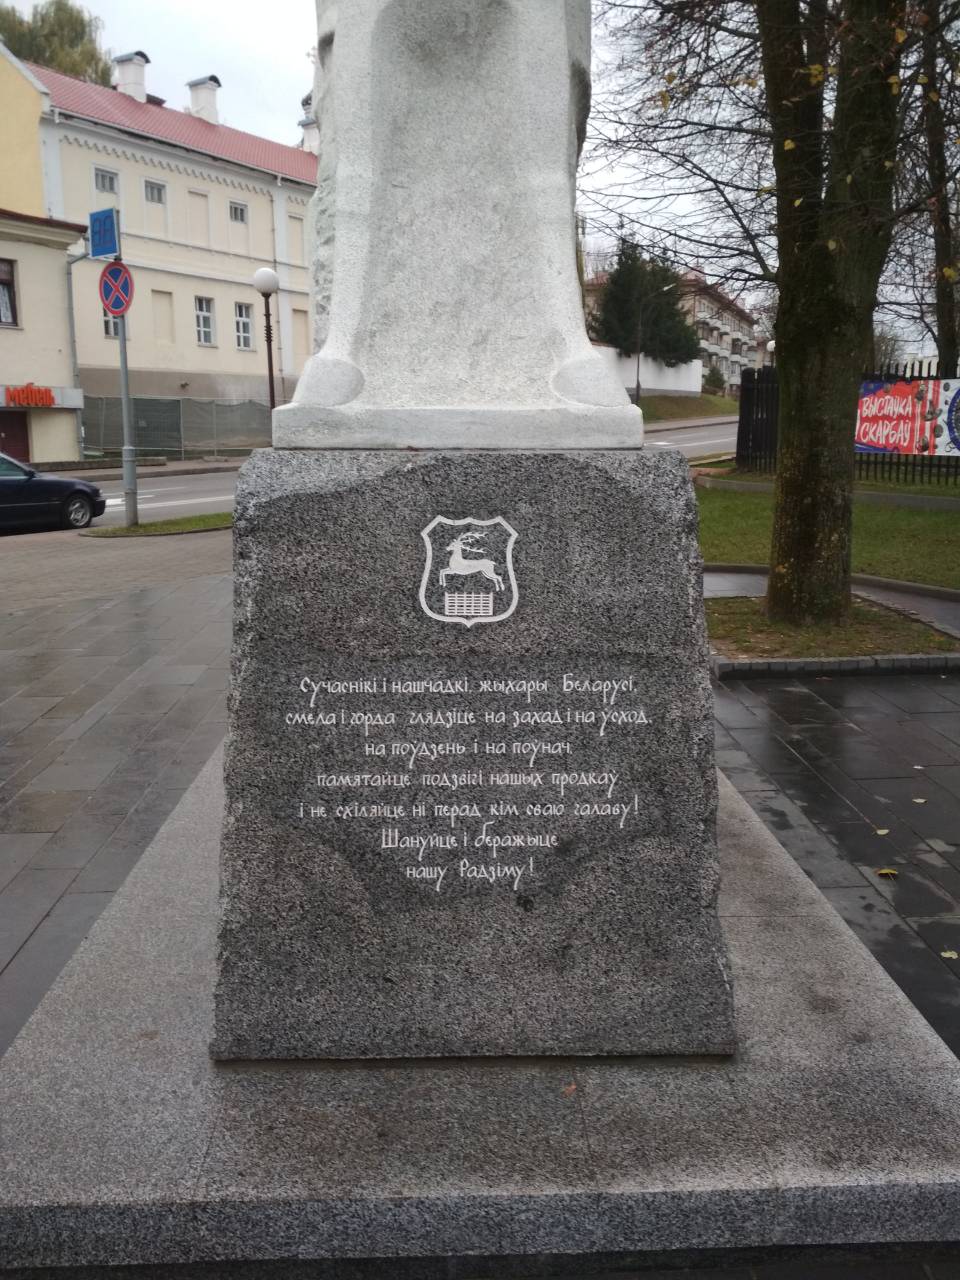 мебель
ВЫСТАЎКА
СКАРБАЎ
Сучаснікі і нашчадкі, жыхары Беларусі,
смела і горда глядзіце на захад і на ўсход,
на поўдзень і на поўнач,
памятайце подзвігі нашых продкаў,
і не схіляйце ні перад кім сваю галаву!
Шануйце і беражыце
нашу Радзіму!